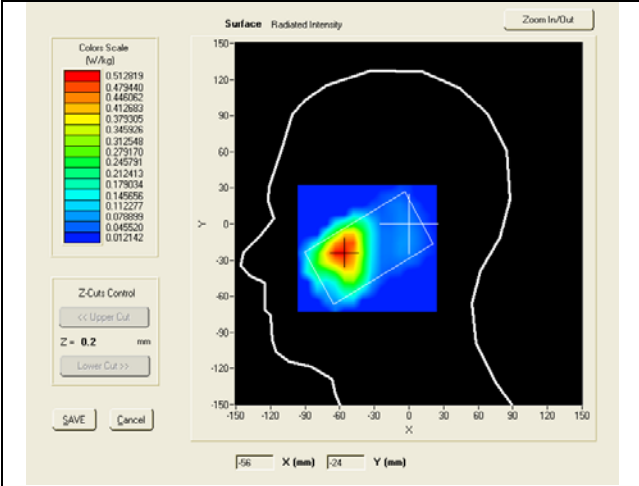 Surface Radiated Intensity
Zoom In/Out
Colors Scale
(W/kg)
0.512819
0.479440
0.446062
0.412683
0.379305
0.345926
0.312548
0.279170
0.245791
0.212413
0.179034
0.145656
0.112277
0.078899
0.045520
0.012142
Z-Cuts Control
<< Upper Cut
Z = 0.2 mm
Lower Cut >>
SAVE Cancel
150-
120-
90-
60-
30-
0-
-30-
-60-
-90-
-120-
-150-
Y
-150 -120 -90 -60 -30 0 30 60 90 120 150
X
-56 X (mm) -24 Y (mm)